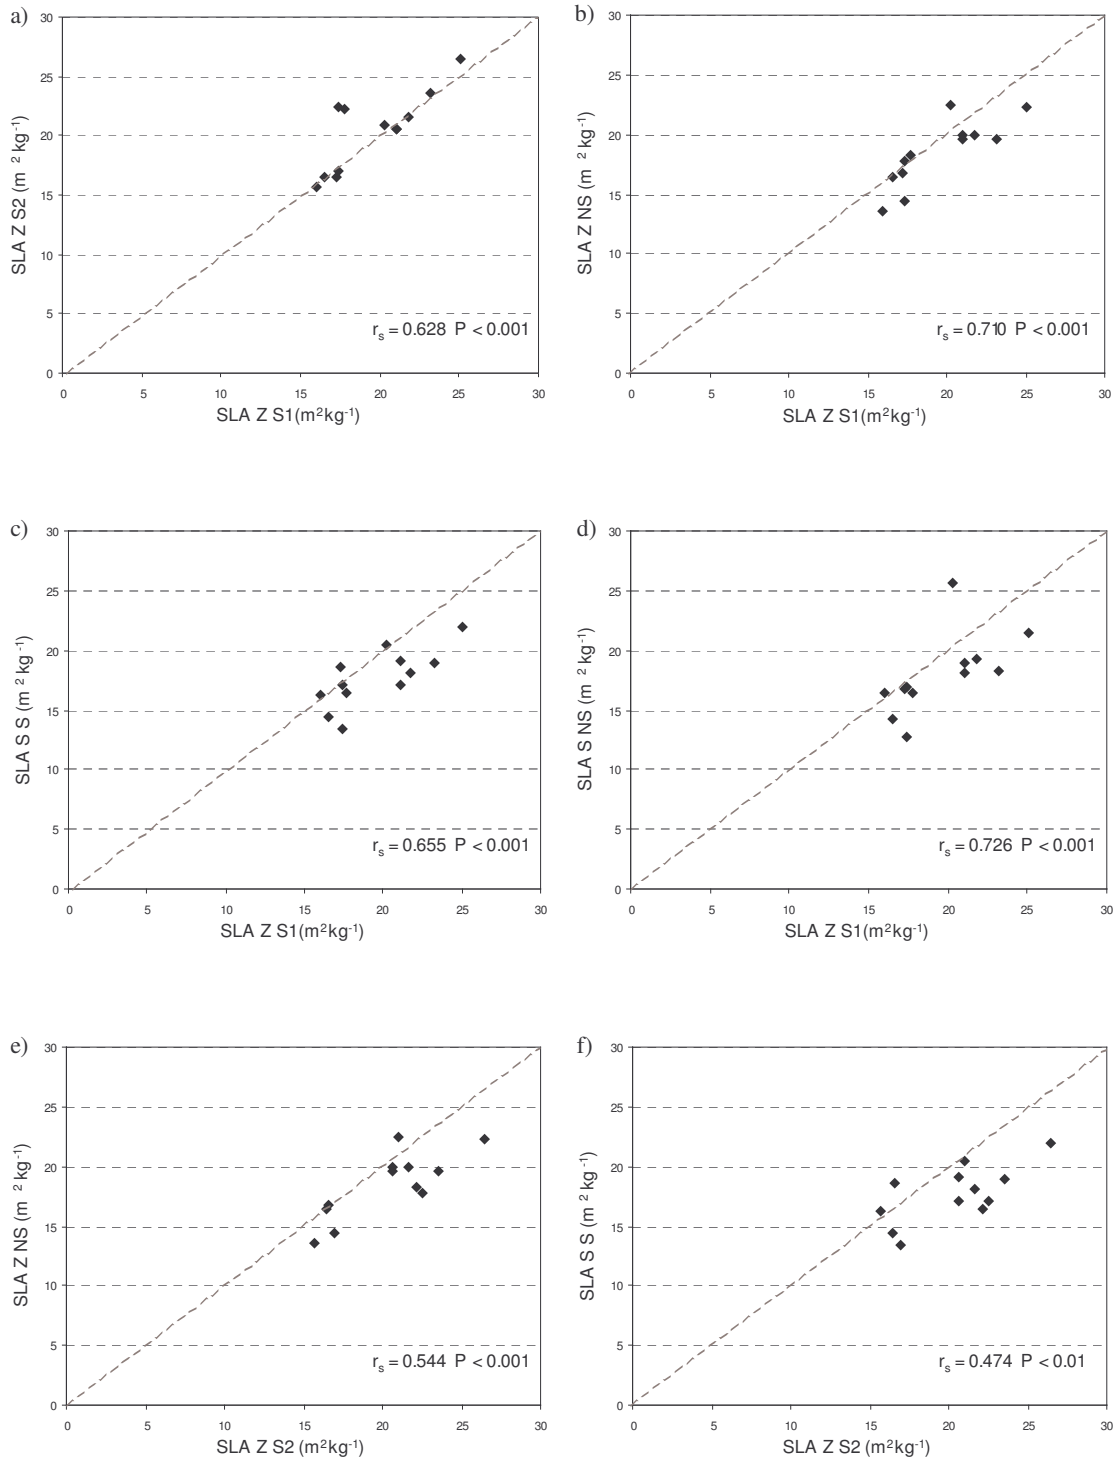 a)
30
25
20
15
10
5
0
SLA Z S2 (m ² kg⁻¹)
rₛ = 0.628 P < 0.001
0 5 10 15 20 25 30
SLA Z S1(m²kg⁻¹)
b)
30
25
20
15
10
5
0
SLA Z NS (m ² kg⁻¹)
rₛ = 0.710 P < 0.001
0 5 10 15 20 25 30
SLA Z S1(m²kg⁻¹)
c)
30
25
20
15
10
5
0
SLA S S (m ² kg⁻¹)
rₛ = 0.655 P < 0.001
0 5 10 15 20 25 30
SLA Z S1(m²kg⁻¹)
d)
30
25
20
15
10
5
0
SLA S NS (m ² kg⁻¹)
rₛ = 0.726 P < 0.001
0 5 10 15 20 25 30
SLA Z S1(m²kg⁻¹)
e)
30
25
20
15
10
5
0
SLA Z NS (m ² kg⁻¹)
rₛ = 0.544 P < 0.001
0 5 10 15 20 25 30
SLA Z S2 (m²kg⁻¹)
f)
30
25
20
15
10
5
0
SLA S S (m ² kg⁻¹)
rₛ = 0.474 P < 0.01
0 5 10 15 20 25 30
SLA Z S2 (m²kg⁻¹)